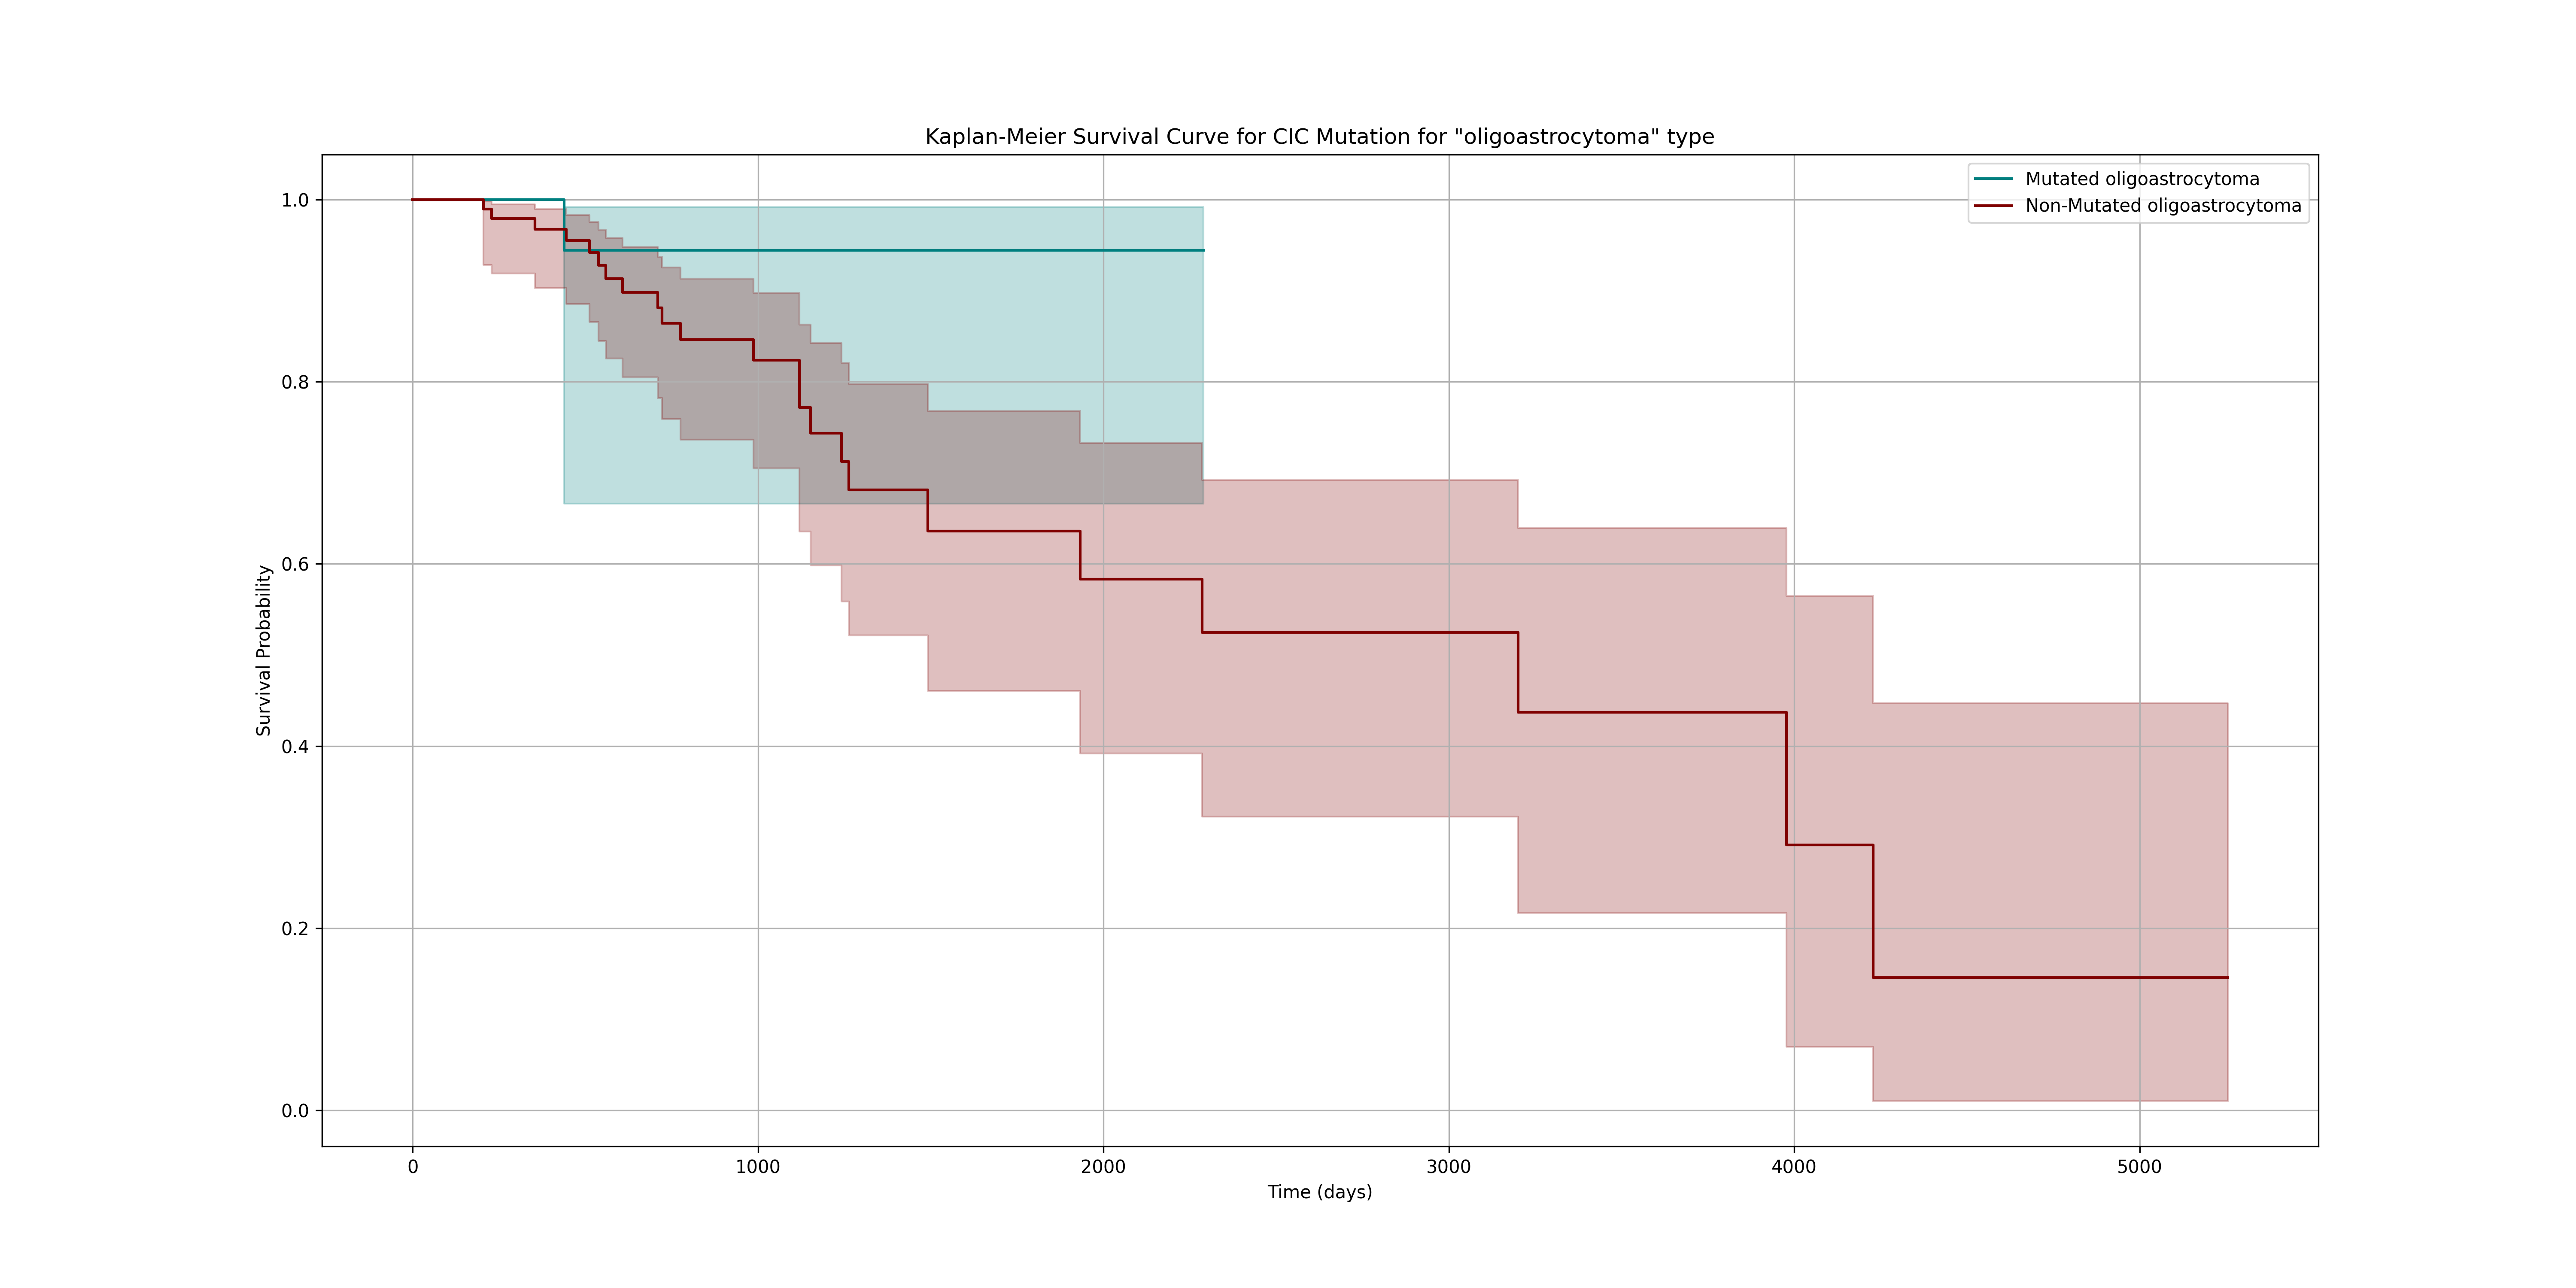 Kaplan-Meier Survival Curve for CIC Mutation for "oligoastrocytoma" type
Mutated oligoastrocytoma
Non-Mutated oligoastrocytoma
Survival Probability
1.0
0.8
0.6
0.4
0.2
0.0
0 1000 2000 3000 4000 5000
Time (days)